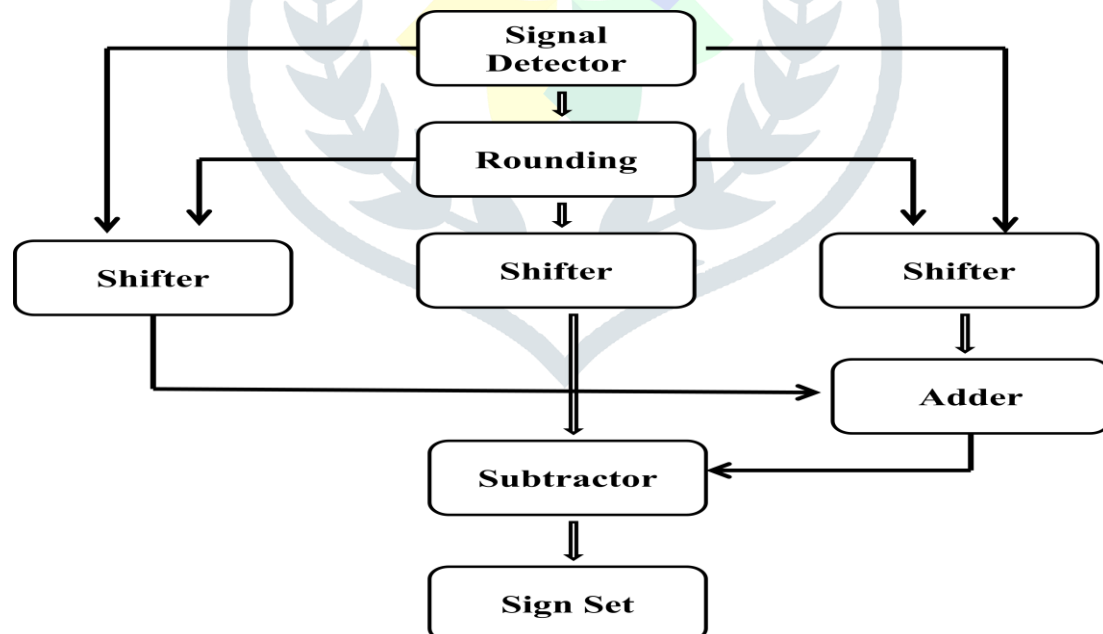 Signal
Detector
Rounding
Shifter
Shifter
Shifter
Adder
Subtractor
Sign Set